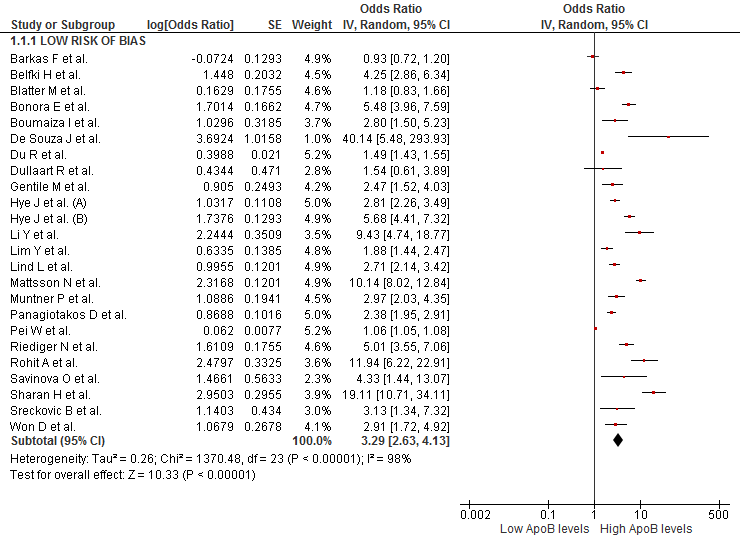 Odds Ratio Odds Ratio
Study or Subgroup log[Odds Ratio] SE Weight IV, Random, 95% CI IV, Random, 95% CI
1.1.1 LOW RISK OF BIAS
Barkas F et al. -0.0724 0.1293 4.9% 0.93 [0.72, 1.20]
Belfki H et al. 1.448 0.2032 4.5% 4.25 [2.86, 6.34]
Blatter M et al. 0.1629 0.1755 4.6% 1.18 [0.83, 1.66]
Bonora E et al. 1.7014 0.1662 4.7% 5.48 [3.96, 7.59]
Boumaiza I et al. 1.0296 0.3185 3.7% 2.80 [1.50, 5.23]
De Souza J et al. 3.6924 1.0158 1.0% 40.14 [5.48, 293.93]
Du R et al. 0.3988 0.021 5.2% 1.49 [1.43, 1.55]
Dullaart R et al. 0.4344 0.471 2.8% 1.54 [0.61, 3.89]
Gentile M et al. 0.905 0.2493 4.2% 2.47 [1.52, 4.03]
Hye J et al. (A) 1.0317 0.1108 5.0% 2.81 [2.26, 3.49]
Hye J et al. (B) 1.7376 0.1293 4.9% 5.68 [4.41, 7.32]
Li Y et al. 2.2444 0.3509 3.5% 9.43 [4.74, 18.77]
Lim Y et al. 0.6335 0.1385 4.8% 1.88 [1.44, 2.47]
Lind L et al. 0.9955 0.1201 4.9% 2.71 [2.14, 3.42]
Mattsson N et al. 2.3168 0.1201 4.9% 10.14 [8.02, 12.84]
Muntner P et al. 1.0886 0.1941 4.5% 2.97 [2.03, 4.35]
Panagiotakos D et al. 0.8688 0.1016 5.0% 2.38 [1.95, 2.91]
Pei W et al. 0.062 0.0077 5.2% 1.06 [1.05, 1.08]
Riediger N et al. 1.6109 0.1755 4.6% 5.01 [3.55, 7.06]
Rohit A et al. 2.4797 0.3325 3.6% 11.94 [6.22, 22.91]
Savinova O et al. 1.4661 0.5633 2.3% 4.33 [1.44, 13.07]
Sharan H et al. 2.9503 0.2955 3.9% 19.11 [10.71, 34.11]
Sreckovic B et al. 1.1403 0.434 3.0% 3.13 [1.34, 7.32]
Won D et al. 1.0679 0.2678 4.1% 2.91 [1.72, 4.92]
Subtotal (95% CI) 100.0% 3.29 [2.63, 4.13]
Heterogeneity: Tau² = 0.26; Chi² = 1370.48, df = 23 (P < 0.00001); I² = 98%
Test for overall effect: Z = 10.33 (P < 0.00001)
0.002 0.1 1 10 500
Low ApoB levels High ApoB levels